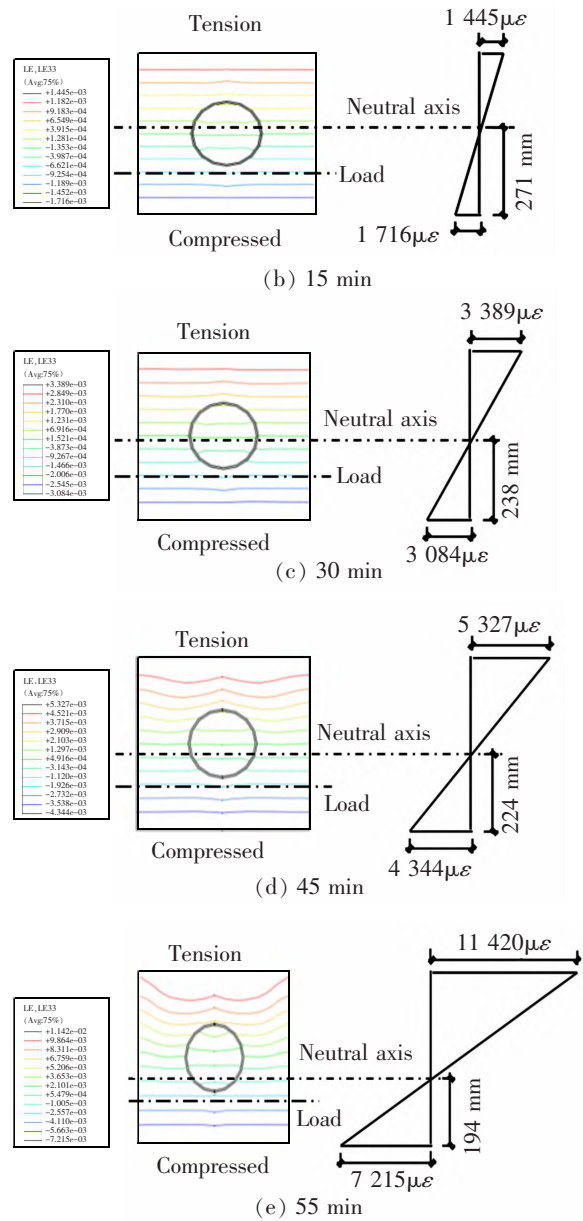 1 445με
Tension
LE,LE33
(Avg:75%)
+1.445e−03
+1.182e−03
+9.183e−04
+6.549e−04
+3.915e−04
+1.281e−04
−1.353e−04
−3.987e−04
−6.621e−04
−9.254e−04
−1.189e−03
−1.452e−03
−1.716e−03
Neutral axis
Load
271 mm
Compressed
1 716με
(b) 15 min
3 389με
Tension
LE,LE33
(Avg:75%)
+3.389e−03
+2.849e−03
+2.310e−03
+1.770e−03
+1.231e−03
+6.916e−04
+1.521e−04
−3.873e−04
−9.267e−04
−1.466e−03
−2.006e−03
−2.545e−03
−3.084e−03
Neutral axis
Load
238 mm
Compressed
3 084με
(c) 30 min
5 327με
Tension
LE,LE33
(Avg:75%)
+5.327e−03
+4.521e−03
+3.715e−03
+2.909e−03
+2.103e−03
+1.297e−03
+4.916e−04
−3.143e−04
−1.120e−03
−1.926e−03
−2.732e−03
−3.538e−03
−4.344e−03
Neutral axis
Load
224 mm
Compressed
4 344με
(d) 45 min
11 420με
Tension
LE,LE33
(Avg:75%)
+1.142e−02
+9.864e−03
+8.311e−03
+6.759e−03
+5.206e−03
+3.653e−03
+2.101e−03
+5.479e−04
−1.005e−03
−2.557e−03
−4.110e−03
−5.663e−03
−7.215e−03
Neutral axis
Load
194 mm
Compressed
7 215με
(e) 55 min